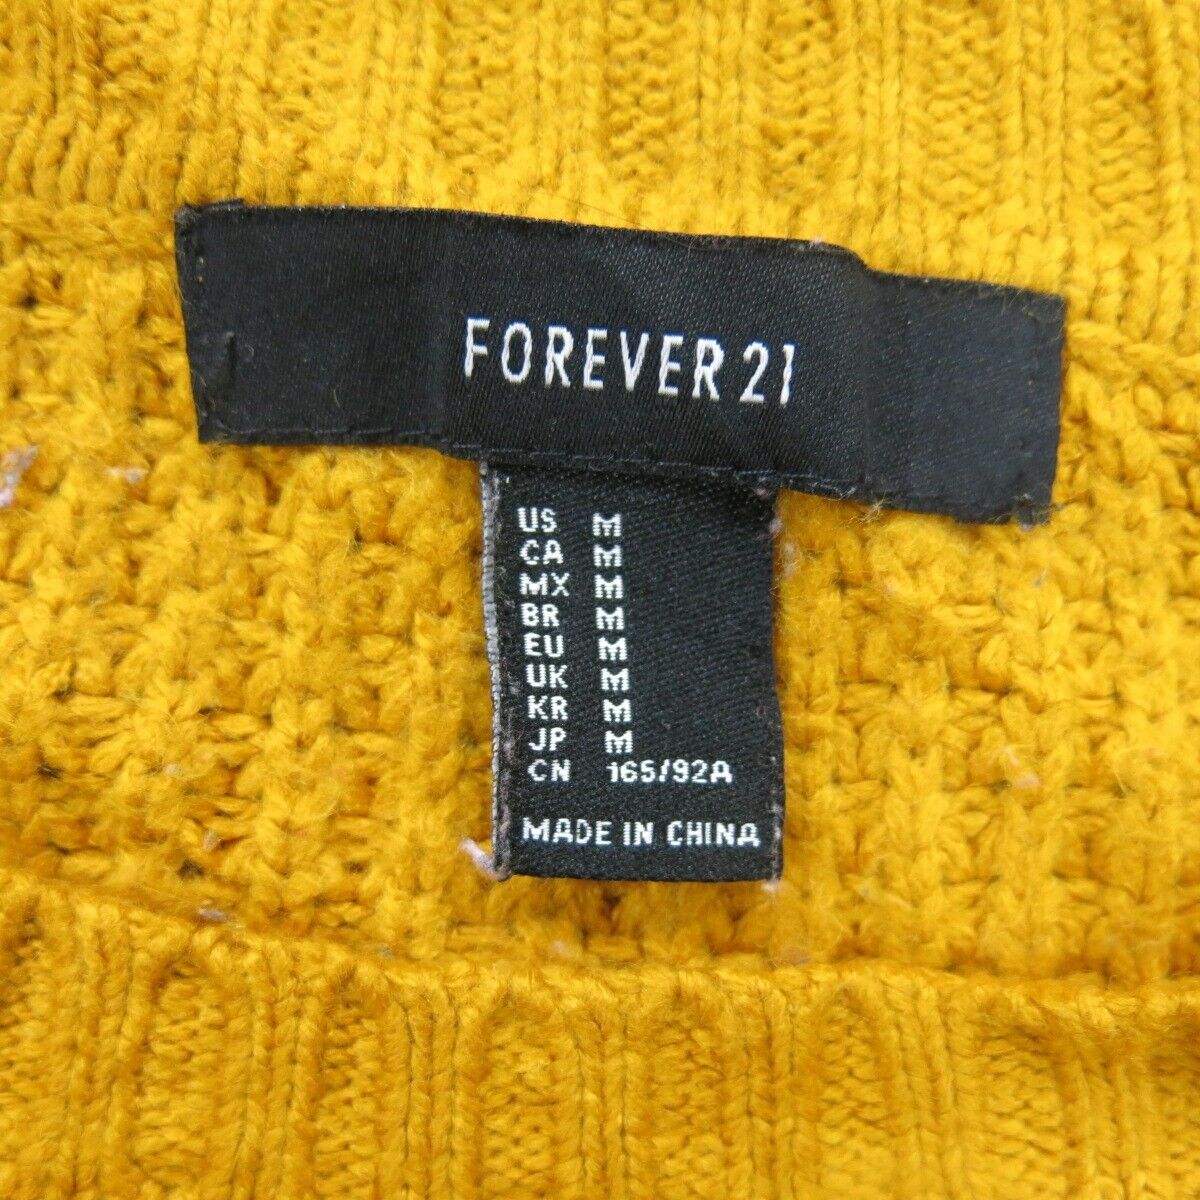 FOREVER 21
US M
CA M
MX M
BR M
EU M
UK M
KR M
JP M
CN 165/92A
MADE IN CHINA